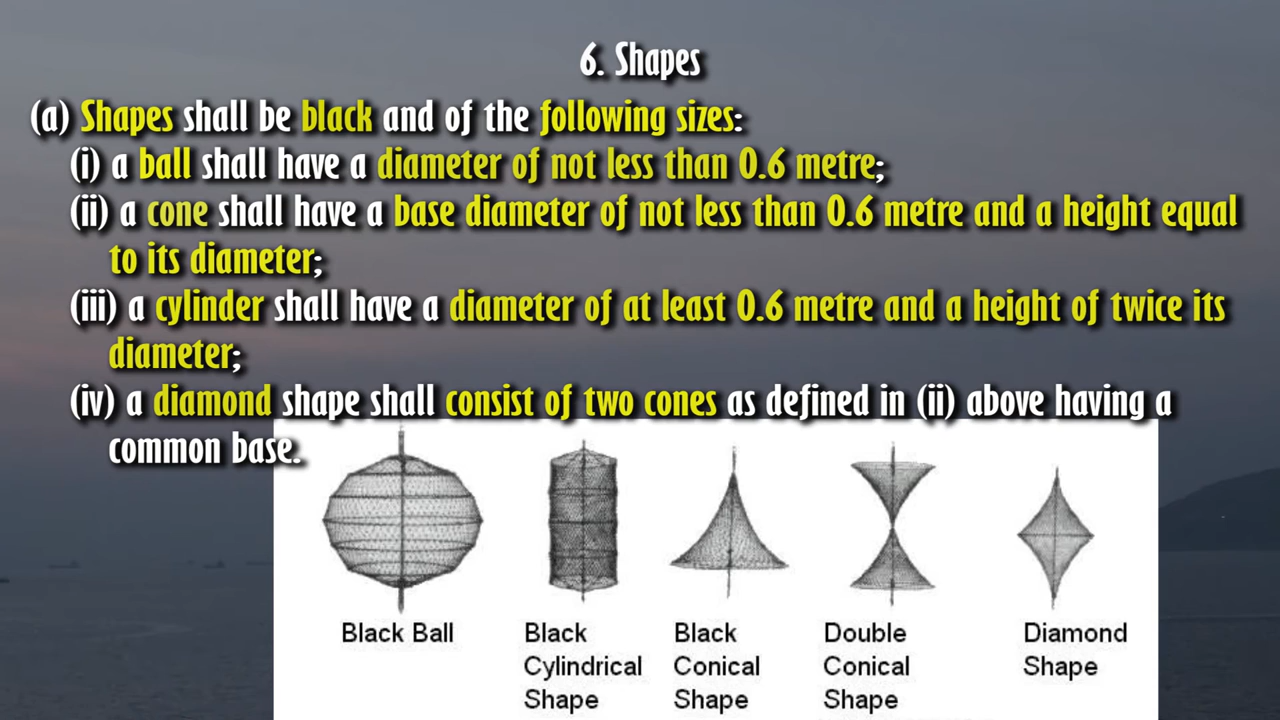 6. Shapes
(a) Shapes shall be black and of the following sizes:
(i) a ball shall have a diameter of not less than 0.6 metre;
(ii) a cone shall have a base diameter of not less than 0.6 metre and a height equal
to its diameter;
(iii) a cylinder shall have a diameter of at least 0.6 metre and a height of twice its
diameter;
(iv) a diamond shape shall consist of two cones as defined in (ii) above having a
common base.
Black Ball
Black
Cylindrical
Shape
Black
Conical
Shape
Double
Conical
Shape
Diamond
Shape